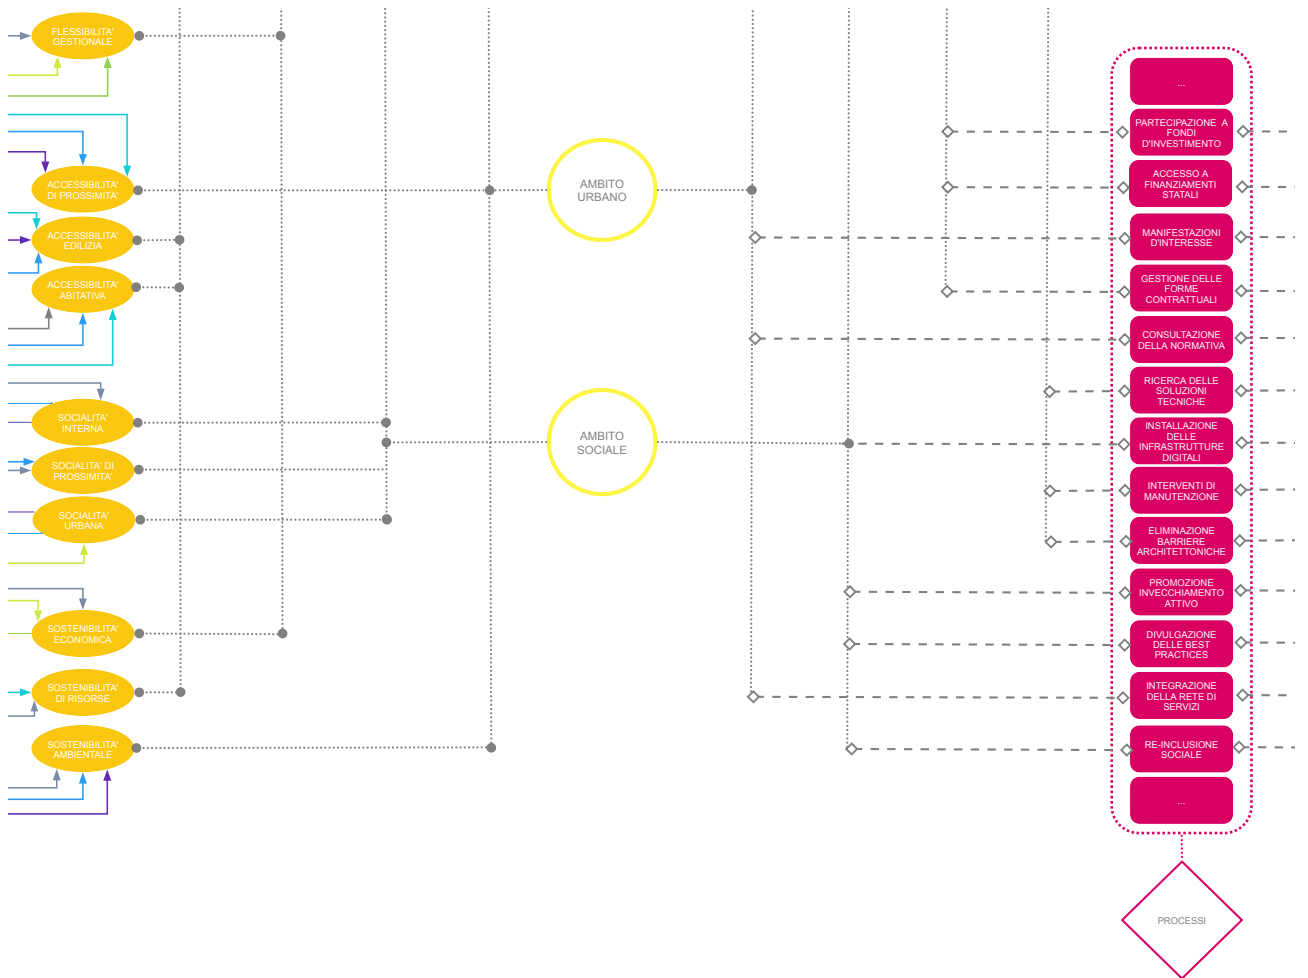 FLESSIBILITA'
GESTIONALE
ACCESSIBILITA'
DI PROSSIMITA'
ACCESSIBILITA'
EDILIZIA
ACCESSIBILITA'
ABITATIVA
SOCIALITA'
INTERNA
SOCIALITA' DI
PROSSIMITA'
SOCIALITA'
URBANA
SOSTENIBILITA'
ECONOMICA
SOSTENIBILITA'
DI RISORSE
SOSTENIBILITA'
AMBIENTALE
AMBITO
URBANO
AMBITO
SOCIALE
...
PARTECIPAZIONE A
FONDI
D'INVESTIMENTO
ACCESSO A
FINANZIAMENTI
STATALI
MANIFESTAZIONI
D'INTERESSE
GESTIONE DELLE
FORME
CONTRATTUALI
CONSULTAZIONE
DELLA NORMATIVA
RICERCA DELLE
SOLUZIONI
TECNICHE
INSTALLAZIONE
DELLE
INFRASTRUTTURE
DIGITALI
INTERVENTI DI
MANUTENZIONE
ELIMINAZIONE
BARRIERE
ARCHITETTONICHE
PROMOZIONE
INVECCHIAMENTO
ATTIVO
DIVULGAZIONE
DELLE BEST
PRACTICES
INTEGRAZIONE
DELLA RETE DI
SERVIZI
RE-INCLUSIONE
SOCIALE
...
PROCESSI